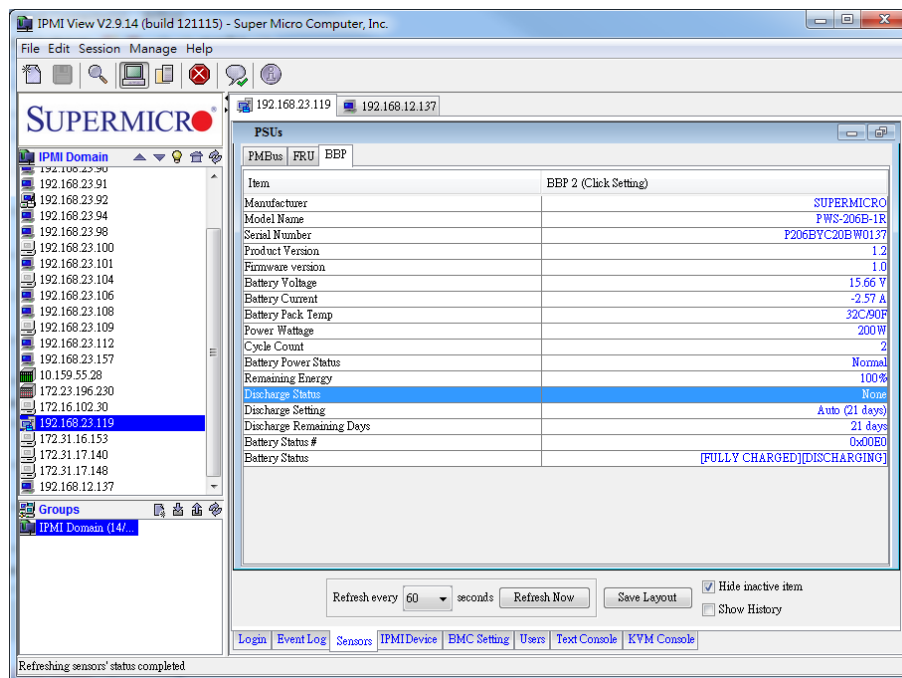 IPMI View V2.9.14 (build 121115) - Super Micro Computer, Inc.
File Edit Session Manage Help
SUPERMICRO
IPMI Domain
192.168.23.90
192.168.23.91
192.168.23.92
192.168.23.94
192.168.23.98
192.168.23.100
192.168.23.101
192.168.23.104
192.168.23.106
192.168.23.108
192.168.23.109
192.168.23.112
192.168.23.157
10.159.55.28
172.23.196.230
172.16.102.30
192.168.23.119
172.31.16.153
172.31.17.140
172.31.17.148
192.168.12.137
Groups
IPMI Domain (14/...
192.168.23.119 192.168.12.137
PSUs
PMBus FRU BBP
Item BBP 2 (Click Setting)
Manufacturer SUPERMICRO
Model Name PWS-206B-1R
Serial Number P206BYC20BW0137
Product Version 1.2
Firmware version 1.0
Battery Voltage 15.66 V
Battery Current -2.57 A
Battery Pack Temp 32C/90F
Power Wattage 200 W
Cycle Count 2
Battery Power Status Normal
Remaining Energy 100%
Discharge Status None
Discharge Setting Auto (21 days)
Discharge Remaining Days 21 days
Battery Status # 0x00E0
Battery Status [FULLY CHARGED][DISCHARGING]
Refresh every 60 seconds Refresh Now Save Layout Hide inactive item
Show History
Login Event Log Sensors IPMI Device BMC Setting Users Text Console KVM Console
Refreshing sensors' status completed